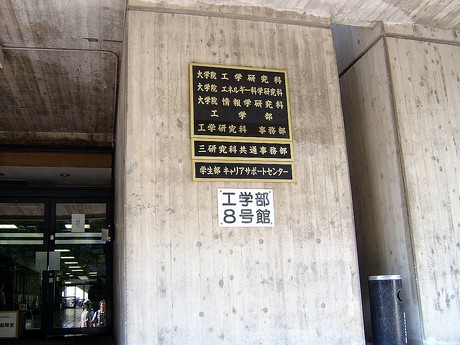 大学院 工学研究科
大学院 エネルギー科学研究科
大学院 情報学研究科
工学部
工学研究科 事務部
三研究科共通事務部
学生部 キャリアサポートセンター
工学部
8号館